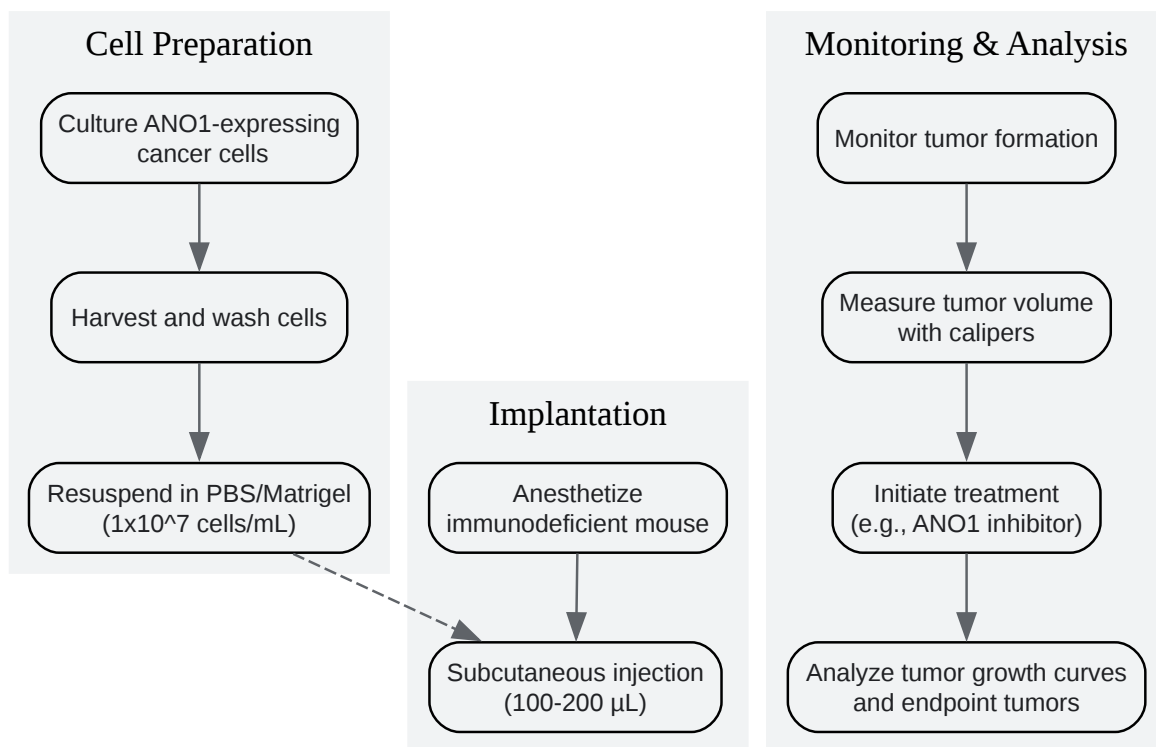 Cell Preparation
Culture ANO1-expressing
cancer cells
Harvest and wash cells
Resuspend in PBS/Matrigel
(1x10^7 cells/mL)
Implantation
Anesthetize
immunodeficient mouse
Subcutaneous injection
(100-200 µL)
Monitoring & Analysis
Monitor tumor formation
Measure tumor volume
with calipers
Initiate treatment
(e.g., ANO1 inhibitor)
Analyze tumor growth curves
and endpoint tumors